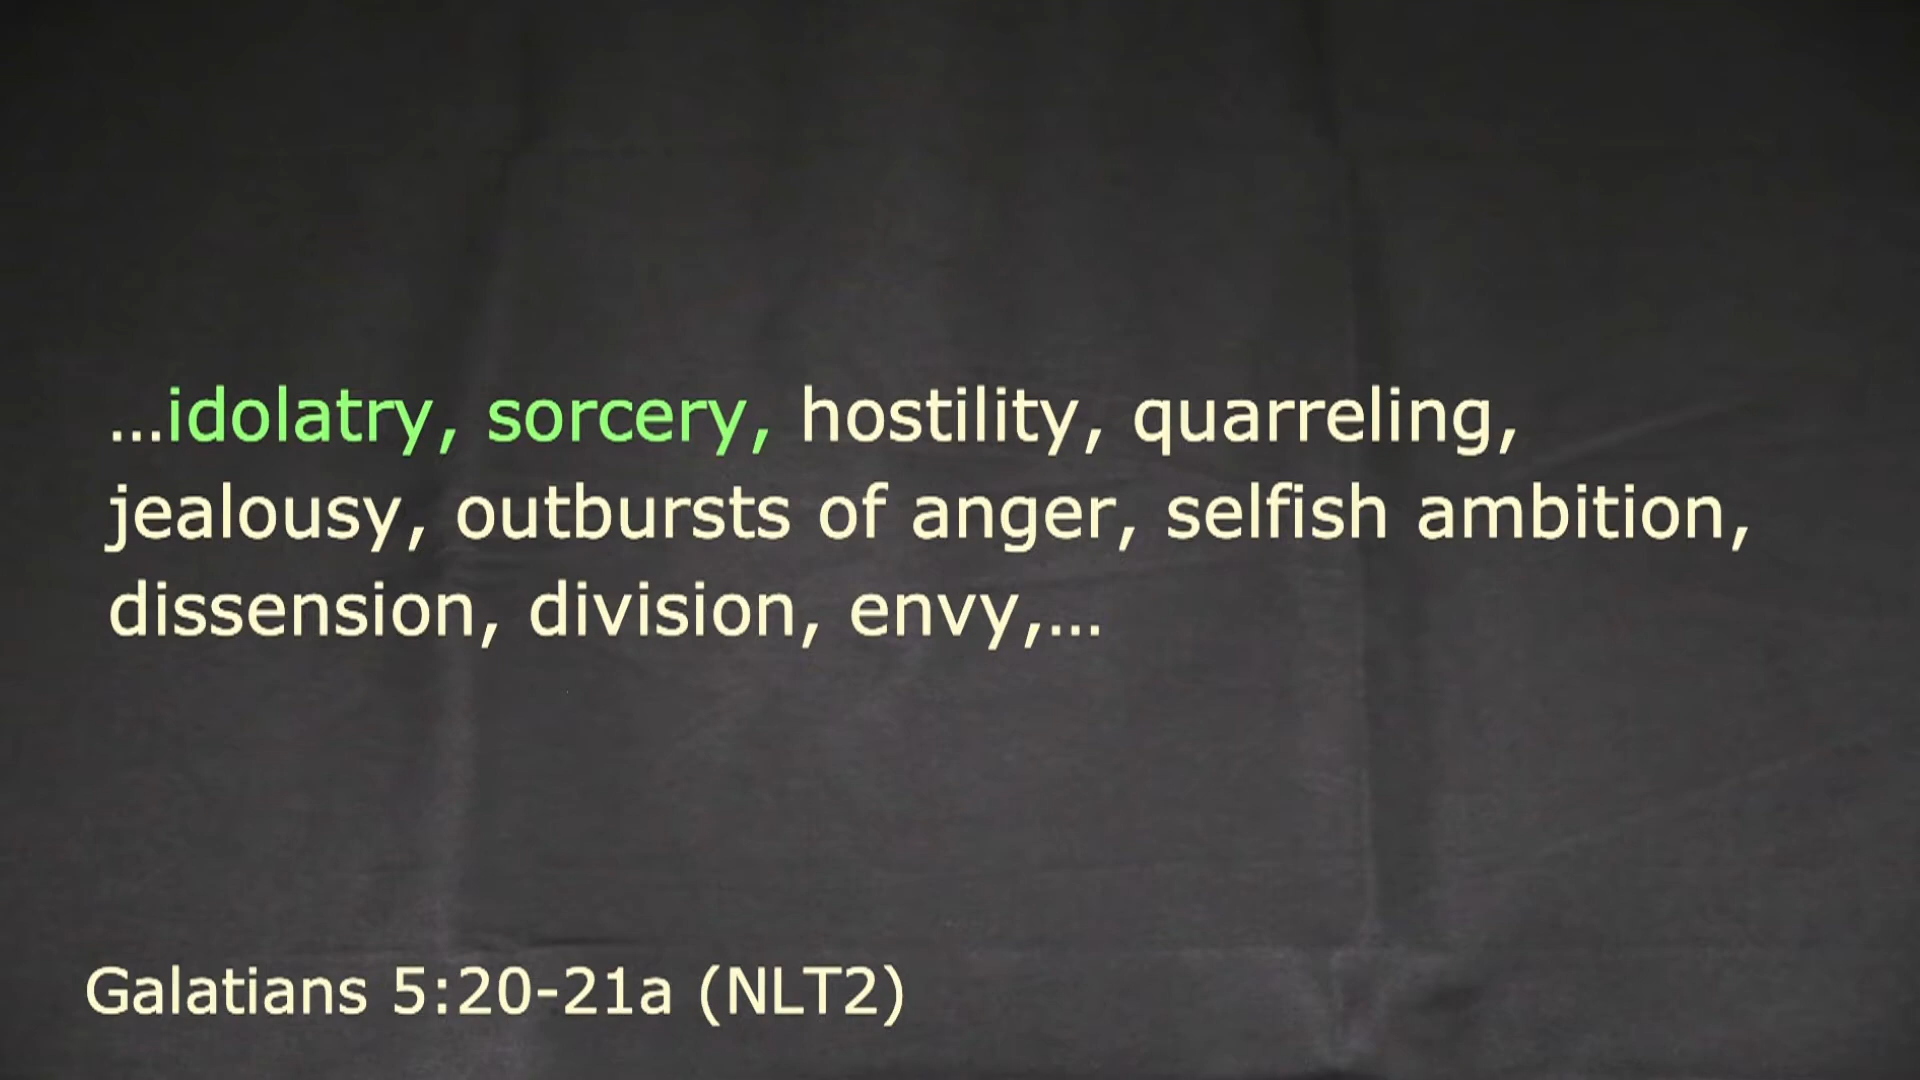 …idolatry, sorcery, hostility, quarreling,
jealousy, outbursts of anger, selfish ambition,
dissension, division, envy,…
Galatians 5:20-21a (NLT2)